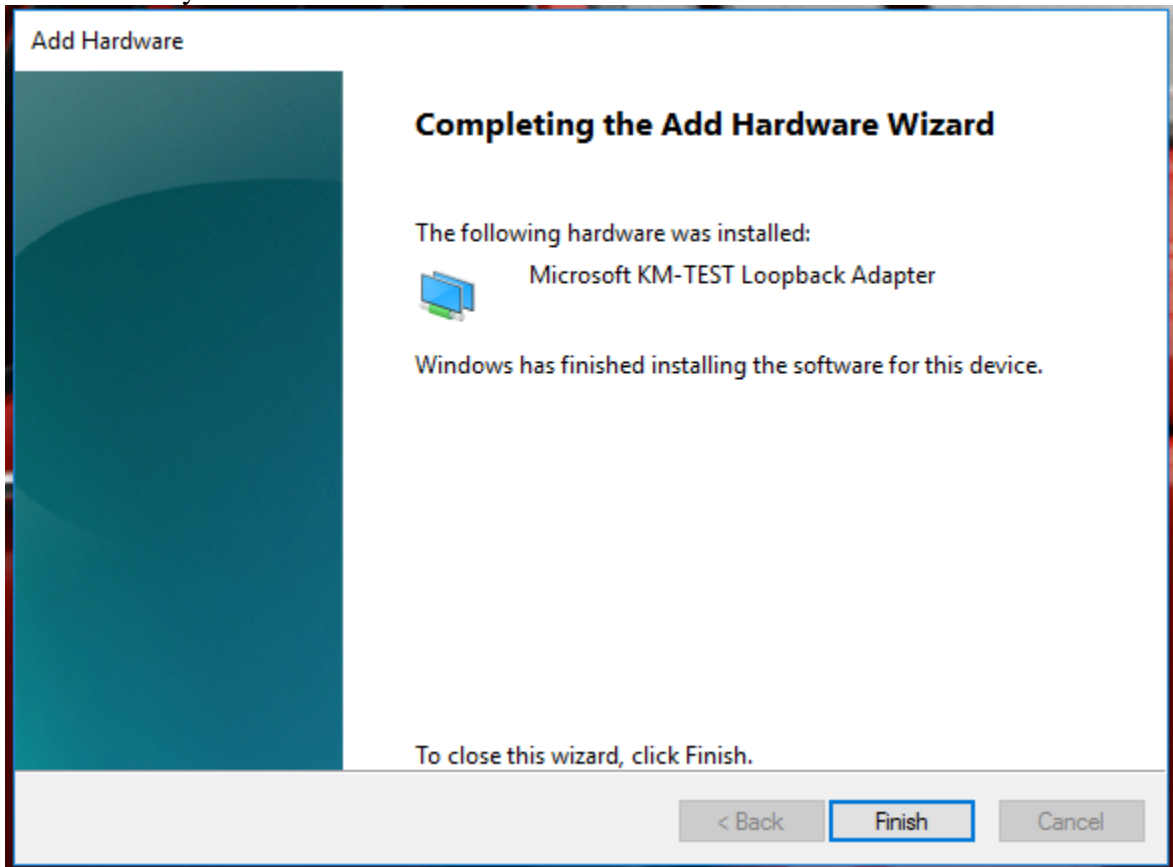 Add Hardware
Completing the Add Hardware Wizard
The following hardware was installed:
Microsoft KM-TEST Loopback Adapter
Windows has finished installing the software for this device.
To close this wizard, click Finish.
< Back
Finish
Cancel